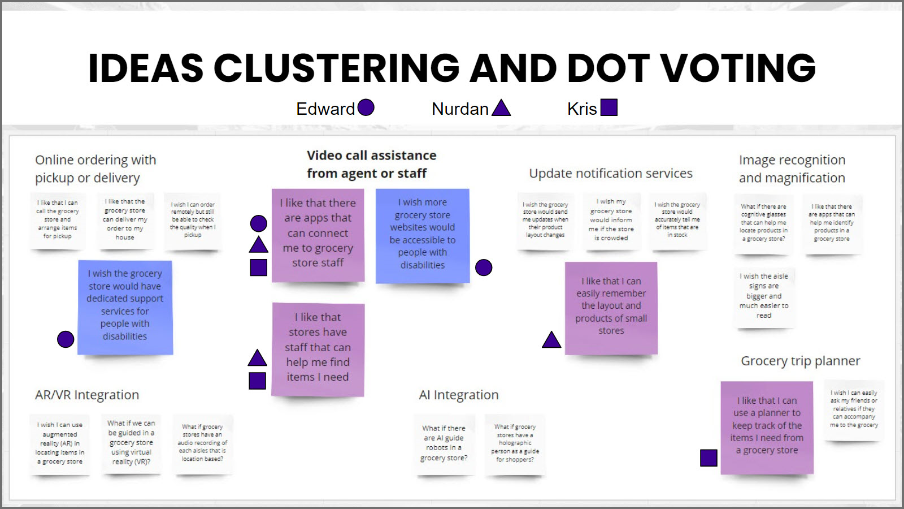 IDEAS CLUSTERING AND DOT VOTING
Edward
Nurdan
Kris
Online ordering with
pickup or delivery
I like that I can
call the grocery
store and
arrange items
for pickup
I like that the
grocery store
can deliver my
order to my
house
I wish I can order
remotely but still
be able to check
the quality when I
pickup
I wish the grocery
store would have
dedicated support
services for
people with
disabilities
Video call assistance
from agent or staff
I like that there
are apps that
can connect
me to grocery
store staff
I wish more
grocery store
websites would
be accessible to
people with
disabilities
I like that
stores have
staff that can
help me find
items I need
Update notification services
I wish the grocery
store would send
me updates when
their product
layout changes
I wish my
grocery store
would inform
me if the store
is crowded
I wish the grocery
store would
accurately tell me
of items that are
in stock
I like that I can
easily remember
the layout and
products of small
stores
Image recognition
and magnification
What if there are
cognitive glasses
that can help me
locate products in
a grocery store?
I like that there
are apps that can
help me identify
products in a
grocery store
I wish the aisle
signs are
bigger and
much easier to
read
AR/VR Integration
I wish I can use
augmented
reality (AR) in
locating items in
a grocery store
What if we can
be guided in a
grocery store
using virtual
reality (VR)?
What if grocery
stores have an
audio recording of
each aisles that is
location based?
AI Integration
What if there
are AI guide
robots in a
grocery store?
What if grocery
stores have a
holographic
person as a guide
for shoppers?
Grocery trip planner
I like that I can
use a planner to
keep track of the
items I need from
a grocery store
I wish I can easily
ask my friends or
relatives if they
can accompany
me to the grocery